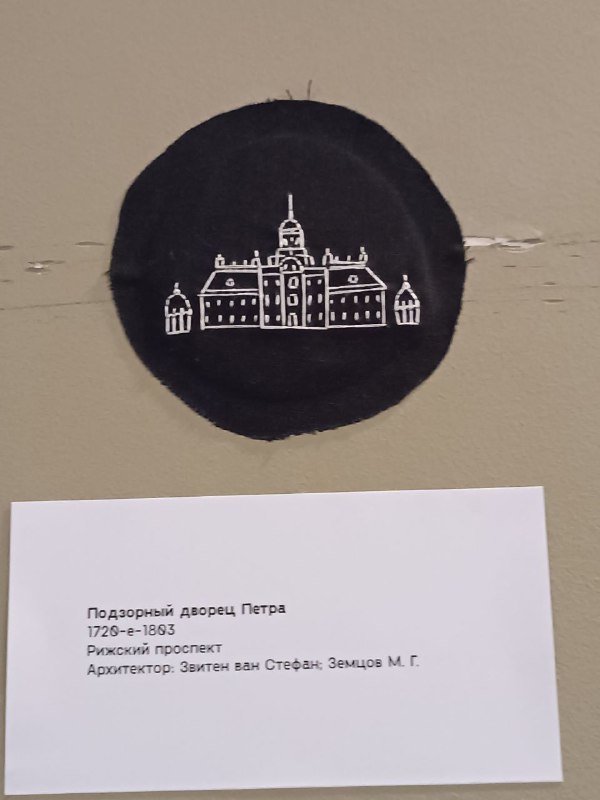 Подзорный дворец Петра
1720-е-1803
Рижский проспект
Архитектор: Звитен ван Стефан; Земцов М. Г.